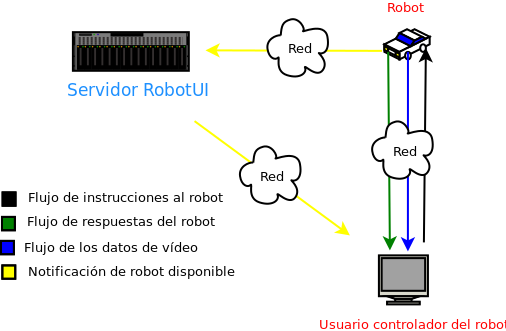 Robot
Red
Servidor RobotUI
Red
Red
Flujo de instrucciones al robot
Flujo de respuestas del robot
Flujo de los datos de vídeo
Notificación de robot disponible
Usuario controlador del robot